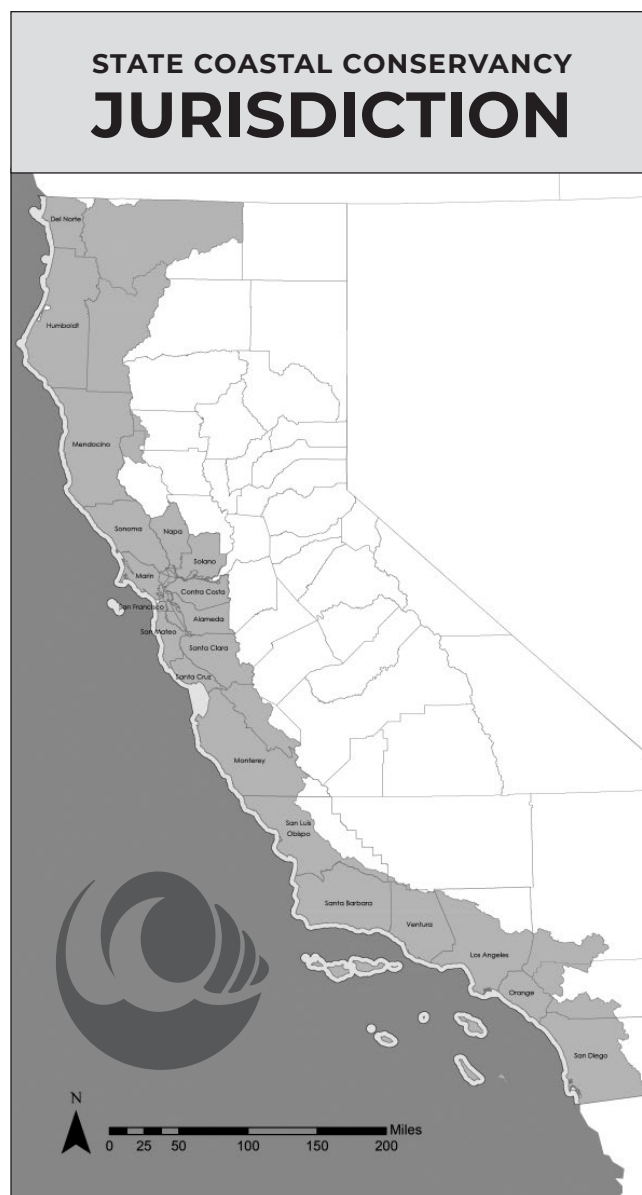 STATE COASTAL CONSERVANCY
JURISDICTION
Del Norte
Humboldt
Mendocino
Sonoma
Napa
Solano
Marin
Contra Costa
San Francisco
Alameda
San Mateo
Santa Clara
Santa Cruz
Monterey
San Luis
Obispo
Santa Barbara
Ventura
Los Angeles
Orange
San Diego
N
Miles
0 25 50 100 150 200